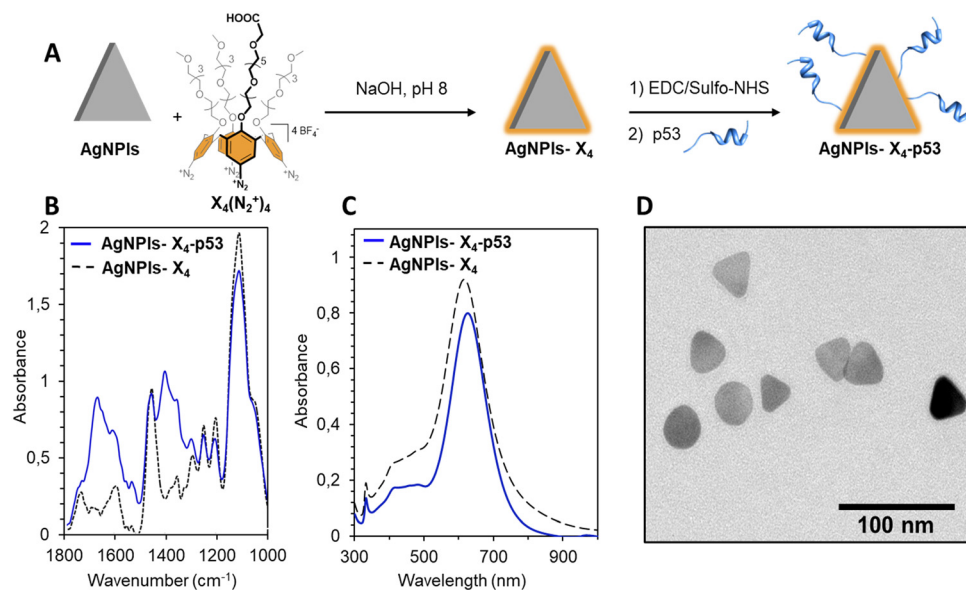 A
HOOC
O
3
3
5
3
AgNPls
+
NaOH, pH 8
4 BF₄⁻
⁺N₂
N₂⁺
⁺N₂
⁺N₂
X₄(N₂⁺)₄
AgNPls- X₄
1) EDC/Sulfo-NHS
2) p53
AgNPls- X₄-p53
B
AgNPls- X₄-p53
AgNPls- X₄
2
1,5
1
0,5
0
Absorbance
1800 1600 1400 1200 1000
Wavenumber (cm⁻¹)
C
AgNPls- X₄-p53
AgNPls- X₄
1
0,8
0,6
0,4
0,2
0
Absorbance
300 500 700 900
Wavelength (nm)
D
100 nm